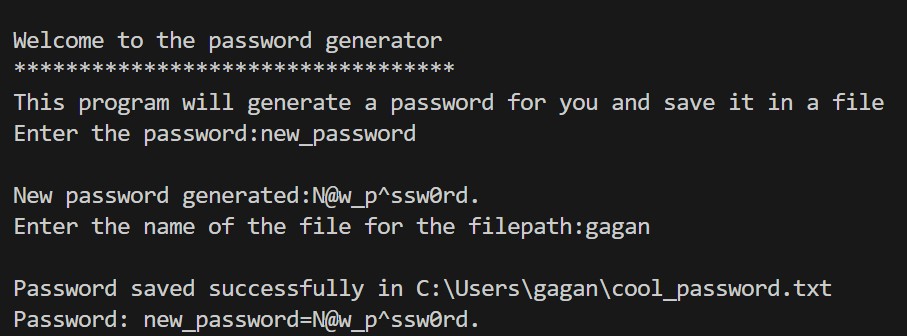 Welcome to the password generator
**********************************
This program will generate a password for you and save it in a file
Enter the password:new_password
New password generated:N@w_p^ssw0rd.
Enter the name of the file for the filepath:gagan
Password saved successfully in C:\Users\gagan\cool_password.txt
Password: new_password=N@w_p^ssw0rd.